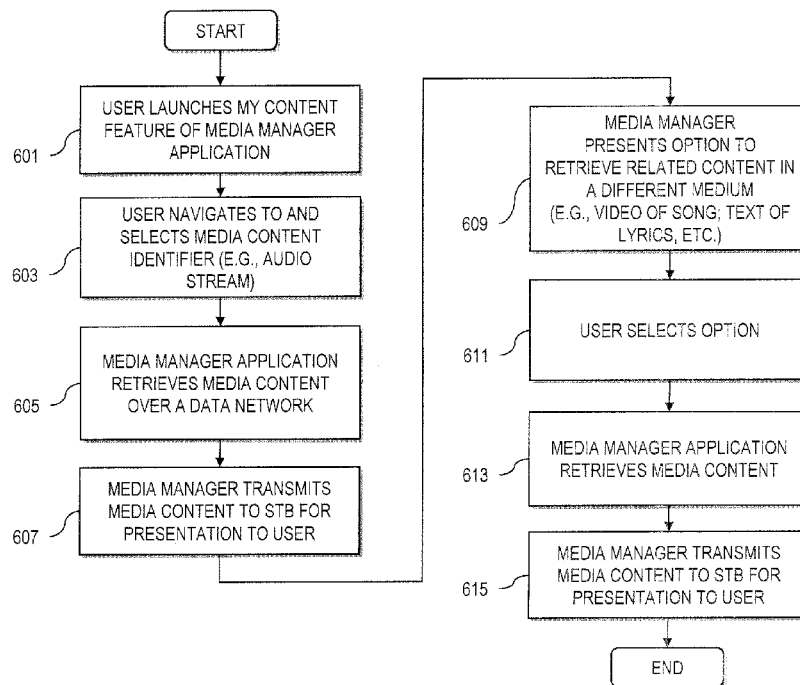 START
601
USER LAUNCHES MY CONTENT
FEATURE OF MEDIA MANAGER
APPLICATION
603
USER NAVIGATES TO AND
SELECTS MEDIA CONTENT
IDENTIFIER (E.G., AUDIO
STREAM)
605
MEDIA MANAGER APPLICATION
RETRIEVES MEDIA CONTENT
OVER A DATA NETWORK
607
MEDIA MANAGER TRANSMITS
MEDIA CONTENT TO STB FOR
PRESENTATION TO USER
609
MEDIA MANAGER
PRESENTS OPTION TO
RETRIEVE RELATED CONTENT IN
A DIFFERENT MEDIUM
(E.G., VIDEO OF SONG; TEXT OF
LYRICS, ETC.)
611
USER SELECTS OPTION
613
MEDIA MANAGER APPLICATION
RETRIEVES MEDIA CONTENT
615
MEDIA MANAGER TRANSMITS
MEDIA CONTENT TO STB FOR
PRESENTATION TO USER
END